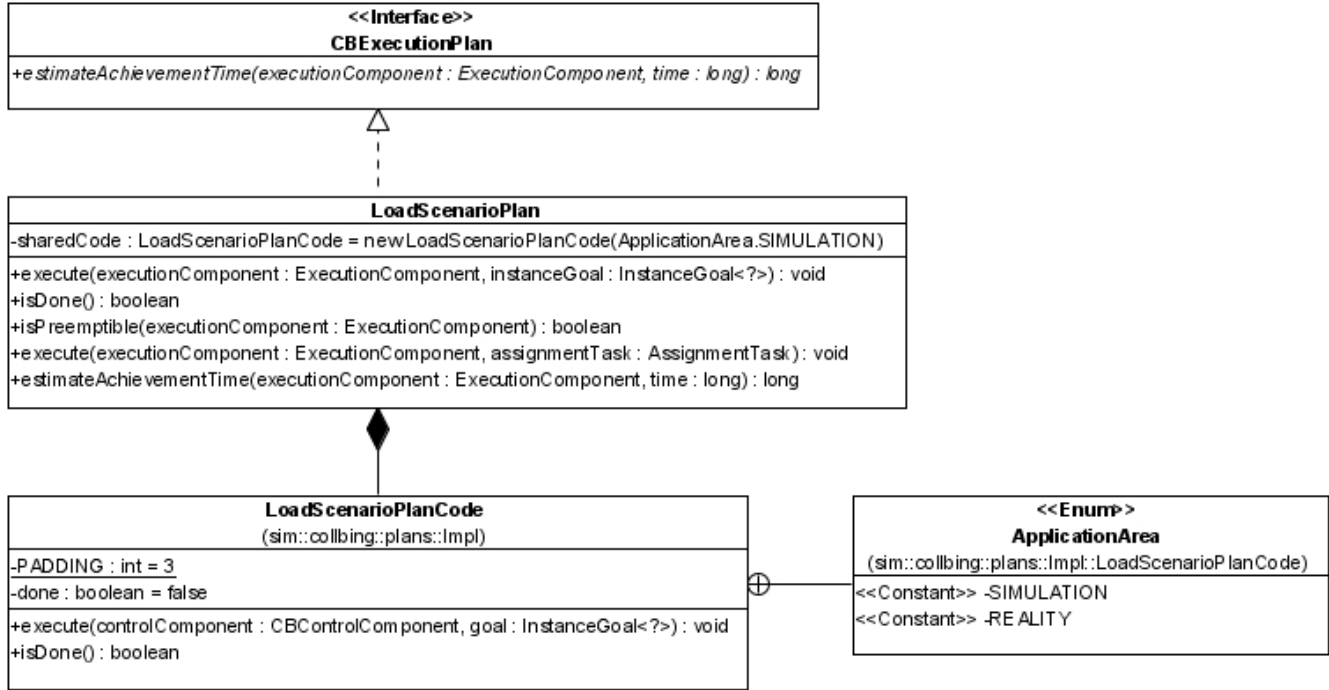 <<Interface>>
CBExecutionPlan
+estimateAchievementTime(executionComponent : ExecutionComponent, time : long) : long
LoadScenarioPlan
-sharedCode : LoadScenarioPlanCode = newLoadScenarioPlanCode(ApplicationArea.SIMULATION)
+execute(executionComponent : ExecutionComponent, instanceGoal : InstanceGoal<?>) : void
+isDone() : boolean
+isPreemptible(executionComponent : ExecutionComponent) : boolean
+execute(executionComponent : ExecutionComponent, assignmentTask : AssignmentTask) : void
+estimateAchievementTime(executionComponent : ExecutionComponent, time : long) : long
LoadScenarioPlanCode
(sim::collbing::plans::Impl)
-PADDING : int = 3
-done : boolean = false
+execute(controlComponent : CBControlComponent, goal : InstanceGoal<?>) : void
+isDone() : boolean
<<Enum>>
ApplicationArea
(sim::collbing::plans::Impl::LoadScenarioPlanCode)
<<Constant>> -SIMULATION
<<Constant>> -REALITY